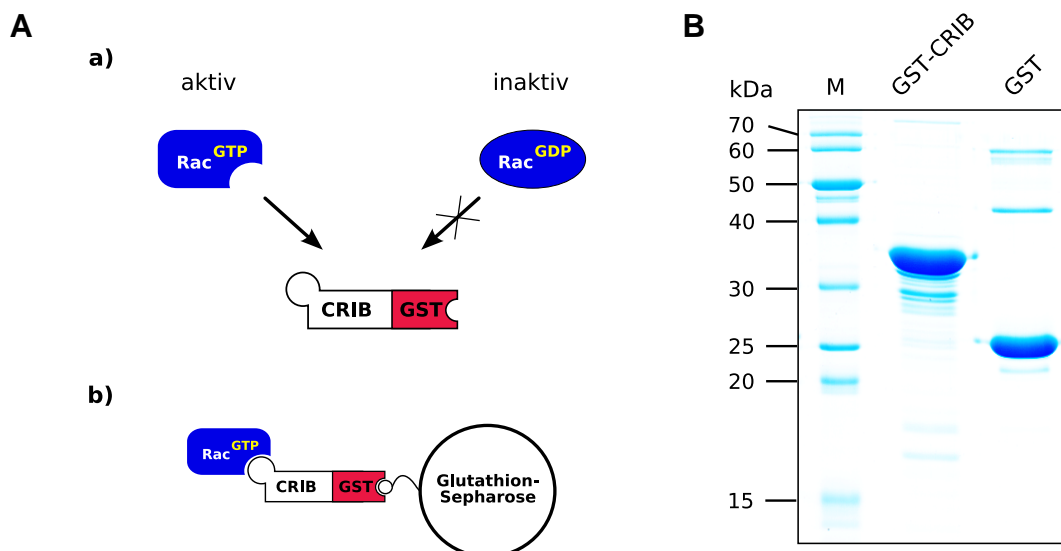 A
a)
aktiv
inaktiv
Rac GTP
Rac GDP
CRIB GST
b)
Rac GTP
CRIB GST
Glutathion-
Sepharose
B
kDa
M
GST-CRIB
GST
70
60
50
40
30
25
20
15